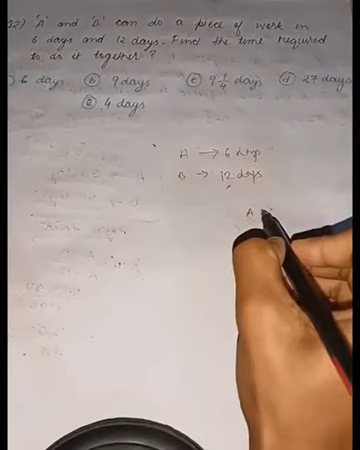 32) 'A' and 'B' can do a piece of work in
6 days and 12 days. Find the time required
to do it together ?
) 6 days (b) 9 days (c) 9 1/4 days (d) 27 days
(e) 4 days
A → 6 days
B → 12 days
A